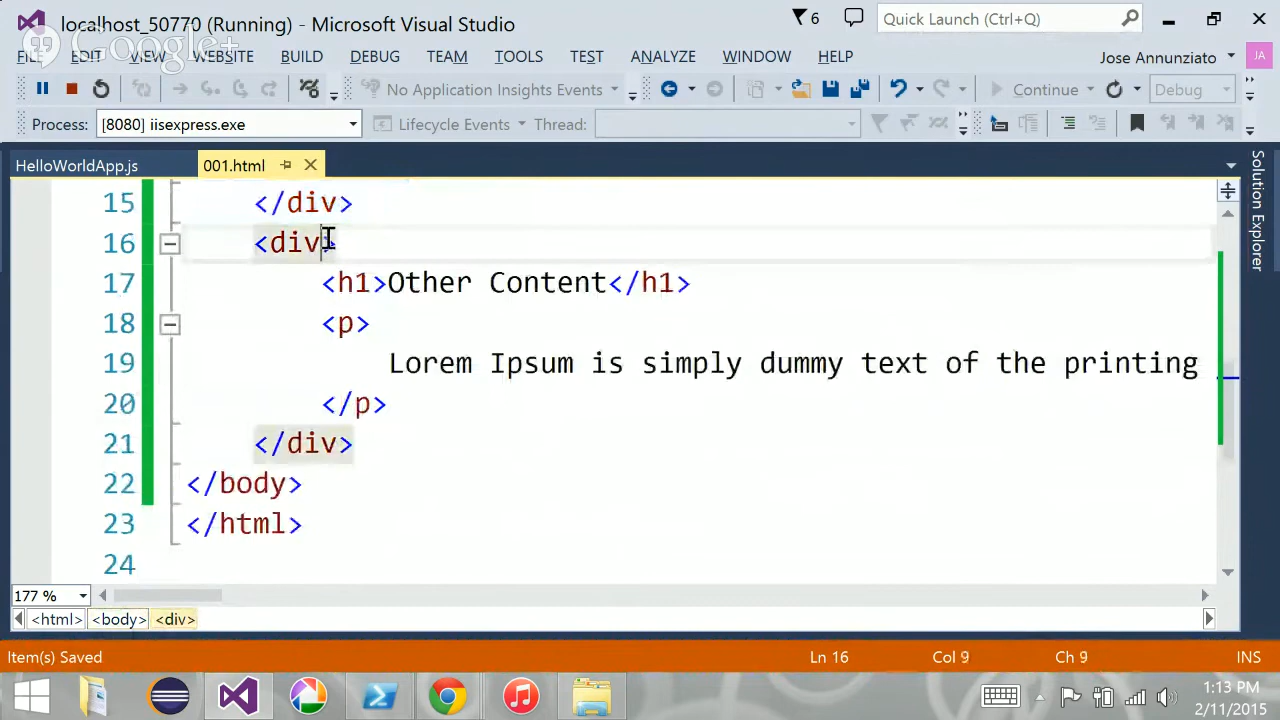 localhost_50770 (Running) - Microsoft Visual Studio
6
Quick Launch (Ctrl+Q)
Google+
FILE EDIT VIEW WEBSITE BUILD DEBUG TEAM TOOLS TEST ANALYZE WINDOW HELP
Jose Annunziato
JA
No Application Insights Events
Continue
Debug
Process: [8080] iisexpress.exe
Lifecycle Events
Thread:
HelloWorldApp.js
001.html
Solution Explorer
15 </div>
16 <div>
17 <h1>Other Content</h1>
18 <p>
19 Lorem Ipsum is simply dummy text of the printing
20 </p>
21 </div>
22 </body>
23 </html>
24
177 %
<html> <body> <div>
Item(s) Saved
Ln 16
Col 9
Ch 9
INS
1:13 PM
2/11/2015